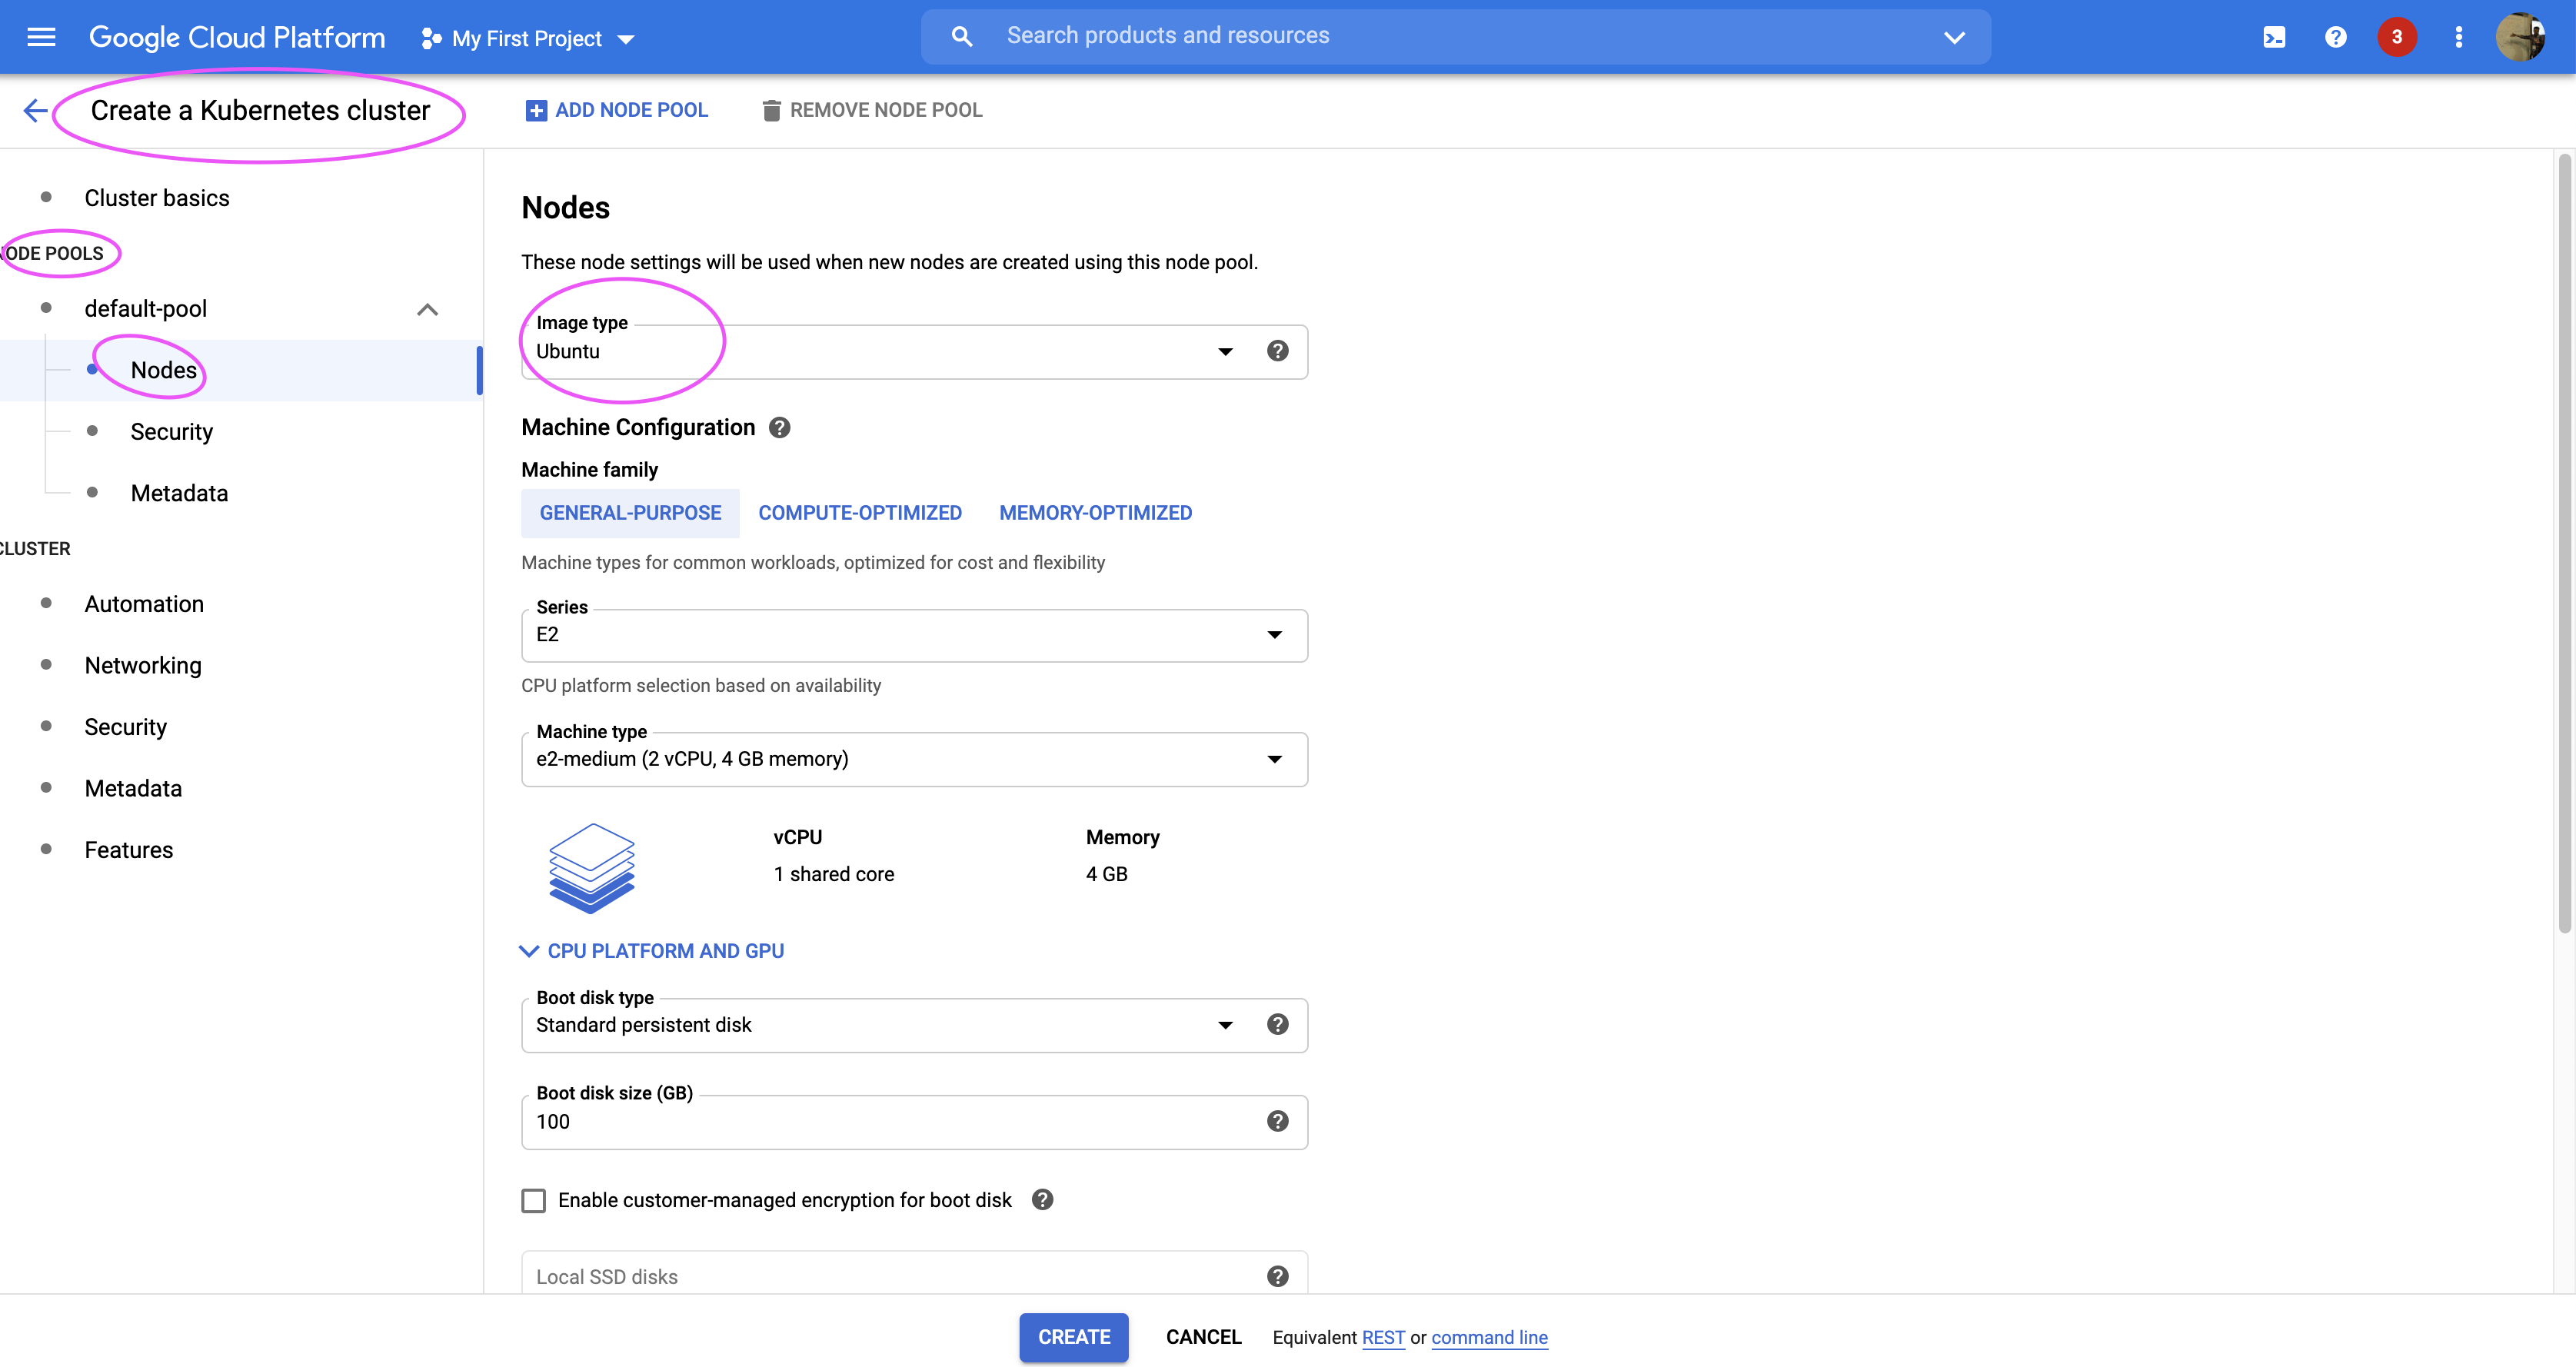 Google Cloud Platform
My First Project
Search products and resources
3
Create a Kubernetes cluster
ADD NODE POOL
REMOVE NODE POOL
Cluster basics
ODE POOLS
default-pool
Nodes
Security
Metadata
CLUSTER
Automation
Networking
Security
Metadata
Features
Nodes
These node settings will be used when new nodes are created using this node pool.
Image type
Ubuntu
Machine Configuration
Machine family
GENERAL-PURPOSE COMPUTE-OPTIMIZED MEMORY-OPTIMIZED
Machine types for common workloads, optimized for cost and flexibility
Series
E2
CPU platform selection based on availability
Machine type
e2-medium (2 vCPU, 4 GB memory)
vCPU Memory
1 shared core 4 GB
CPU PLATFORM AND GPU
Boot disk type
Standard persistent disk
Boot disk size (GB)
100
Enable customer-managed encryption for boot disk
Local SSD disks
CREATE CANCEL Equivalent REST or command line